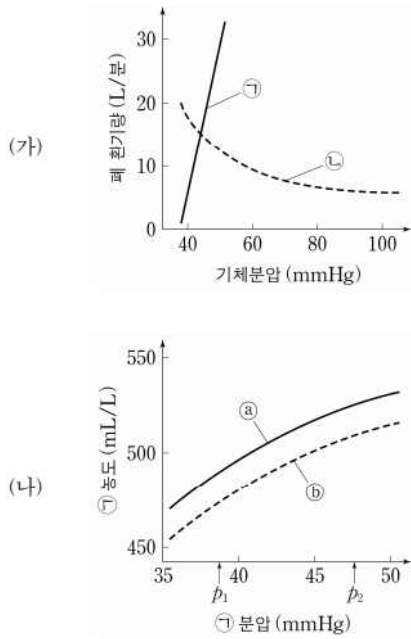 (가)
폐 환기량 (L/분)
30
20
10
0
㉠
㉡
40 60 80 100
기체분압 (mmHg)
(나)
㉠ 농도 (mL/L)
550
500
450
ⓐ
ⓑ
35 40 45 50
p₁ p₂
㉠ 분압 (mmHg)